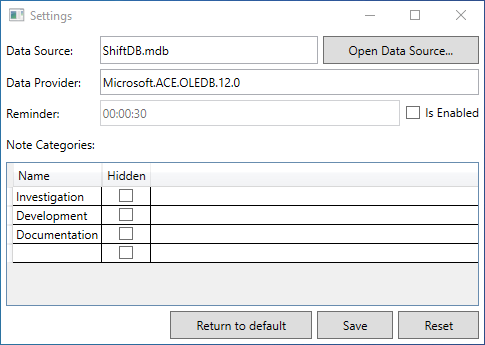 Settings
Data Source: ShiftDB.mdb Open Data Source...
Data Provider: Microsoft.ACE.OLEDB.12.0
Reminder: 00:00:30 Is Enabled
Note Categories:
Name Hidden
Investigation
Development
Documentation
Return to default Save Reset